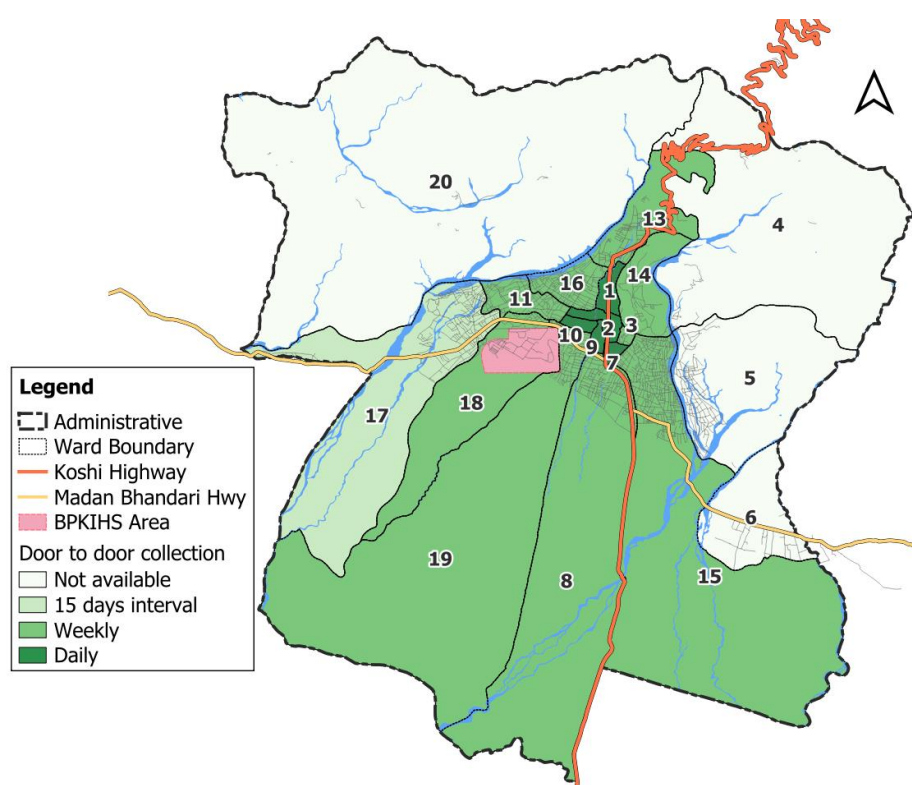 20
4
13
14
16
1
11
3
2
10
9
7
5
18
17
6
19
8
15
Legend
Administrative
Ward Boundary
Koshi Highway
Madan Bhandari Hwy
BPKIHS Area
Door to door collection
Not available
15 days interval
Weekly
Daily